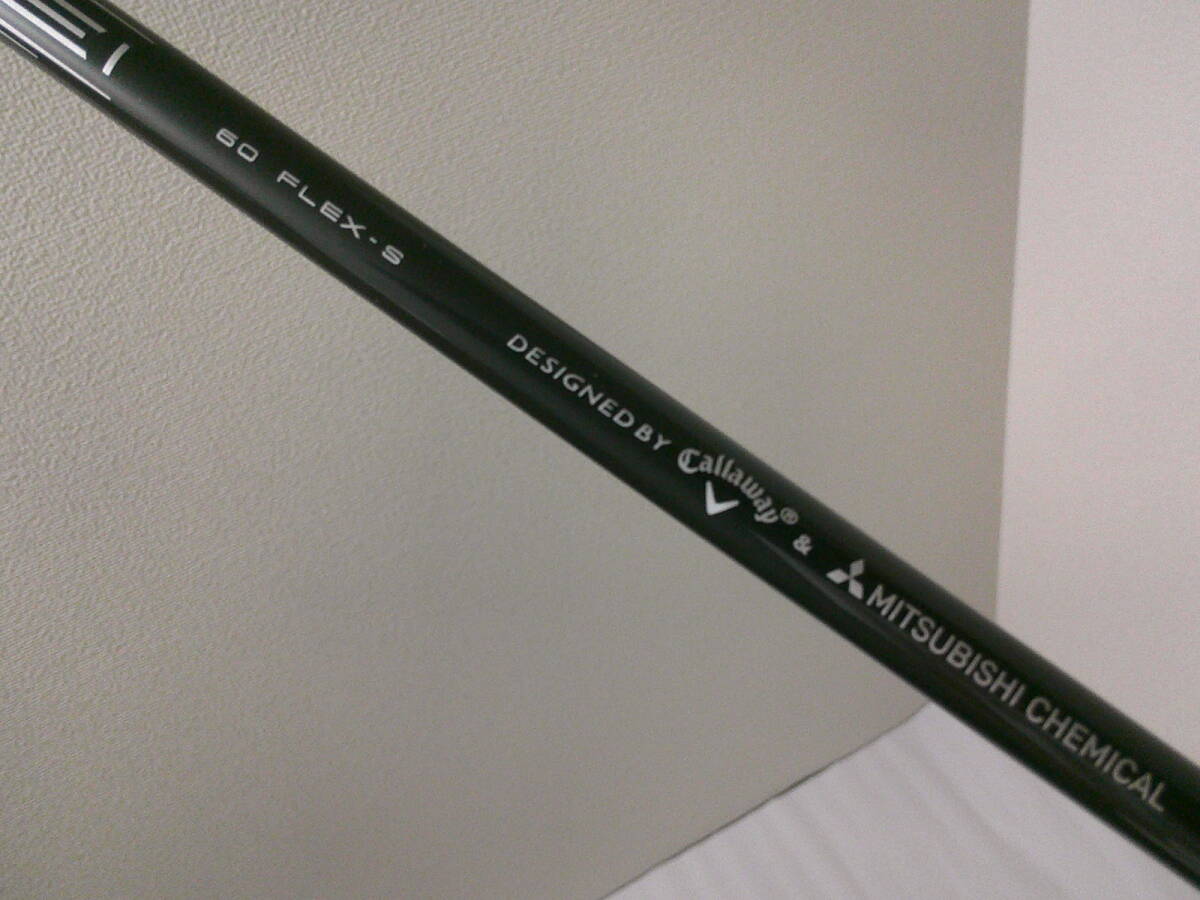 60 FLEX-S
DESIGNED BY Callaway® & MITSUBISHI CHEMICAL